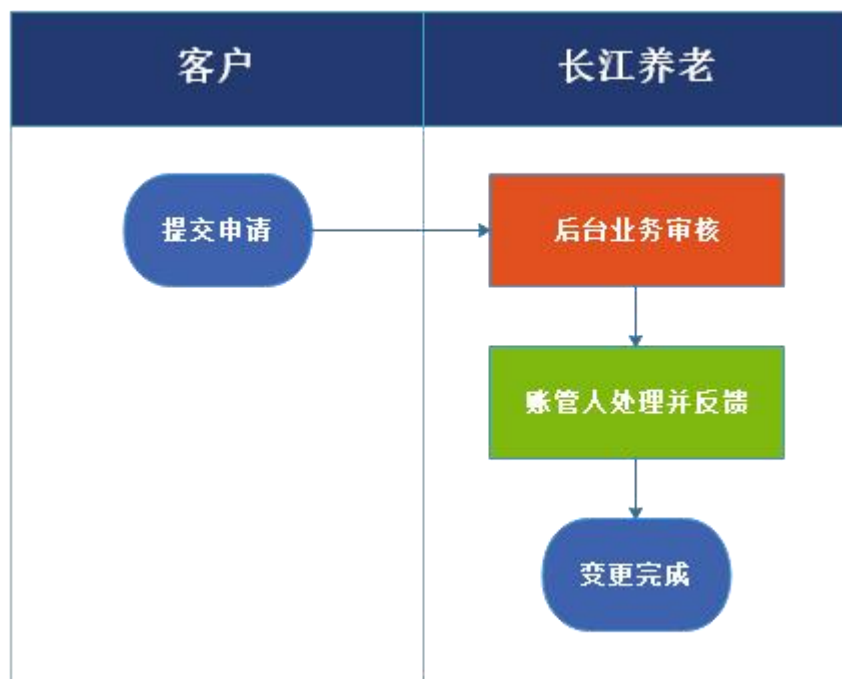 客户
长江养老
提交申请
后台业务审核
账管人处理并反馈
变更完成